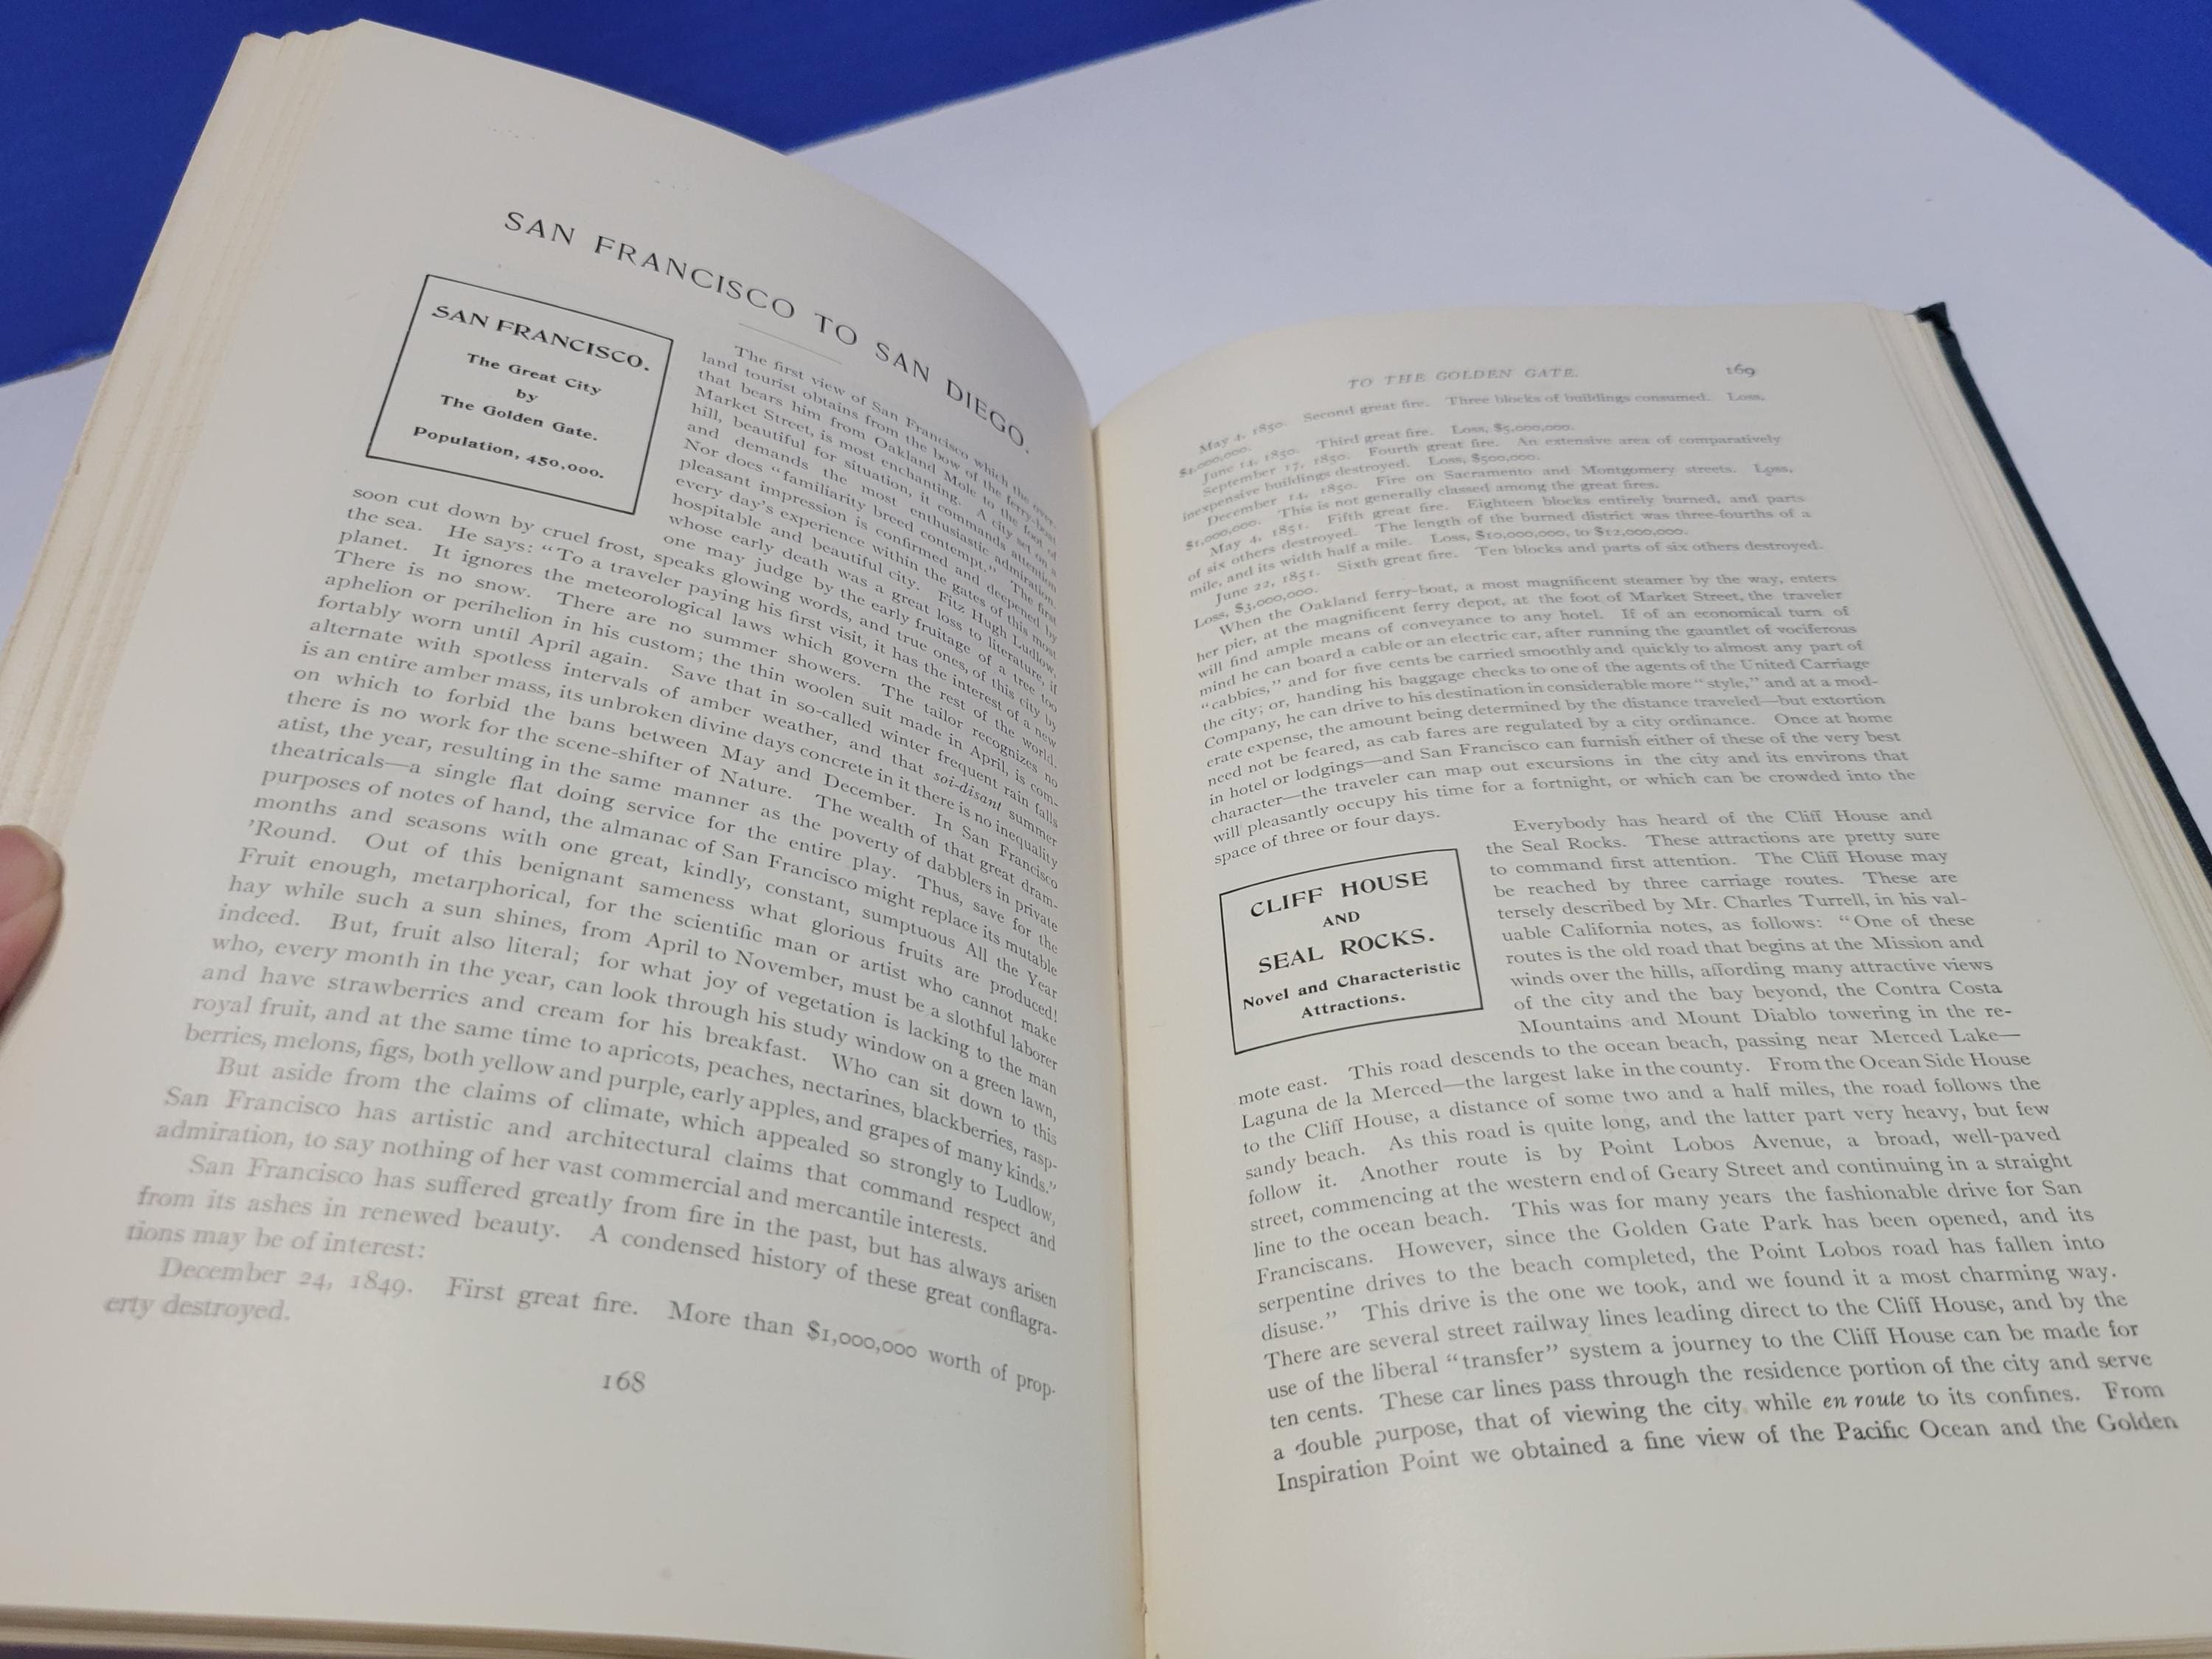 SAN FRANCISCO TO SAN DIEGO.
SAN FRANCISCO.
The Great City
by
The Golden Gate.
Population, 450,000.
The first view of San Francisco which the over-
land tourist obtains from the bow of the ferry-boat
that bears him from Oakland Mole to the foot of
Market Street, is most enchanting. A city set on a
hill, beautiful for situation, it commands attention
and demands the most enthusiastic admiration.
Nor does "familiarity breed contempt." The first
pleasant impression is confirmed and deepened by
every day's experience within the gates of this most
hospitable and beautiful city. Fitz Hugh Ludlow,
whose early death was a great loss to literature, if
one may judge by the early fruitage of a tree too
soon cut down by cruel frost, speaks glowing words, and true ones, of this city by
the sea. He says: "To a traveler paying his first visit, it has the interest of a new
planet. It ignores the meteorological laws which govern the rest of the world.
There is no snow. There are no summer showers. The tailor recognizes no
aphelion or perihelion in his custom; the thin woolen suit made in April, is com-
fortably worn until April again. Save that in so-called winter frequent rain falls
alternate with spotless intervals of amber weather, and that soi-disant summer
is an entire amber mass, its unbroken divine days concrete in it there is no inequality
on which to forbid the bans between May and December. In San Francisco
there is no work for the scene-shifter of Nature. The wealth of that great dram-
atist, the year, resulting in the same manner as the poverty of dabblers in private
theatricals—a single flat doing service for the entire play. Thus, save for the
purposes of notes of hand, the almanac of San Francisco might replace its mutable
months and seasons with one great, kindly, constant, sumptuous All the Year
'Round. Out of this benignant sameness what glorious fruits are produced!
Fruit enough, metarphorical, for the scientific man or artist who cannot make
hay while such a sun shines, from April to November, must be a slothful laborer
indeed. But, fruit also literal; for what joy of vegetation is lacking to the man
who, every month in the year, can look through his study window on a green lawn,
and have strawberries and cream for his breakfast. Who can sit down to this
royal fruit, and at the same time to apricots, peaches, nectarines, blackberries, rasp-
berries, melons, figs, both yellow and purple, early apples, and grapes of many kinds."
But aside from the claims of climate, which appealed so strongly to Ludlow,
San Francisco has artistic and architectural claims that command respect and
admiration, to say nothing of her vast commercial and mercantile interests.
San Francisco has suffered greatly from fire in the past, but has always arisen
from its ashes in renewed beauty. A condensed history of these great conflagra-
tions may be of interest:
December 24, 1849. First great fire. More than $1,000,000 worth of prop-
erty destroyed.
168
TO THE GOLDEN GATE. 169
May 4, 1850. Second great fire. Three blocks of buildings consumed. Loss,
$4,000,000.
June 14, 1850. Third great fire. Loss, $5,000,000.
September 17, 1850. Fourth great fire. An extensive area of comparatively
inexpensive buildings destroyed. Loss, $500,000.
December 14, 1850. Fire on Sacramento and Montgomery streets. Loss,
$1,000,000. This is not generally classed among the great fires.
May 4, 1851. Fifth great fire. Eighteen blocks entirely burned, and parts
of six others destroyed. The length of the burned district was three-fourths of a
mile, and its width half a mile. Loss, $10,000,000, to $12,000,000.
June 22, 1851. Sixth great fire. Ten blocks and parts of six others destroyed.
Loss, $3,000,000.
When the Oakland ferry-boat, a most magnificent steamer by the way, enters
her pier, at the magnificent ferry depot, at the foot of Market Street, the traveler
will find ample means of conveyance to any hotel. If of an economical turn of
mind he can board a cable or an electric car, after running the gauntlet of vociferous
"cabbies," and for five cents be carried smoothly and quickly to almost any part of
the city; or, handing his baggage checks to one of the agents of the United Carriage
Company, he can drive to his destination in considerable more "style," and at a mod-
erate expense, the amount being determined by the distance traveled—but extortion
need not be feared, as cab fares are regulated by a city ordinance. Once at home
in hotel or lodgings—and San Francisco can furnish either of these of the very best
character—the traveler can map out excursions in the city and its environs that
will pleasantly occupy his time for a fortnight, or which can be crowded into the
space of three or four days.
CLIFF HOUSE
AND
SEAL ROCKS.
Novel and Characteristic
Attractions.
Everybody has heard of the Cliff House and
the Seal Rocks. These attractions are pretty sure
to command first attention. The Cliff House may
be reached by three carriage routes. These are
tersely described by Mr. Charles Turrell, in his val-
uable California notes, as follows: "One of these
routes is the old road that begins at the Mission and
winds over the hills, affording many attractive views
of the city and the bay beyond, the Contra Costa
Mountains and Mount Diablo towering in the re-
mote east. This road descends to the ocean beach, passing near Merced Lake—
Laguna de la Merced—the largest lake in the county. From the Ocean Side House
to the Cliff House, a distance of some two and a half miles, the road follows the
sandy beach. As this road is quite long, and the latter part very heavy, but few
follow it. Another route is by Point Lobos Avenue, a broad, well-paved
street, commencing at the western end of Geary Street and continuing in a straight
line to the ocean beach. This was for many years the fashionable drive for San
Franciscans. However, since the Golden Gate Park has been opened, and its
serpentine drives to the beach completed, the Point Lobos road has fallen into
disuse." This drive is the one we took, and we found it a most charming way.
There are several street railway lines leading direct to the Cliff House, and by the
use of the liberal "transfer" system a journey to the Cliff House can be made for
ten cents. These car lines pass through the residence portion of the city and serve
a double purpose, that of viewing the city while en route to its confines. From
Inspiration Point we obtained a fine view of the Pacific Ocean and the Golden